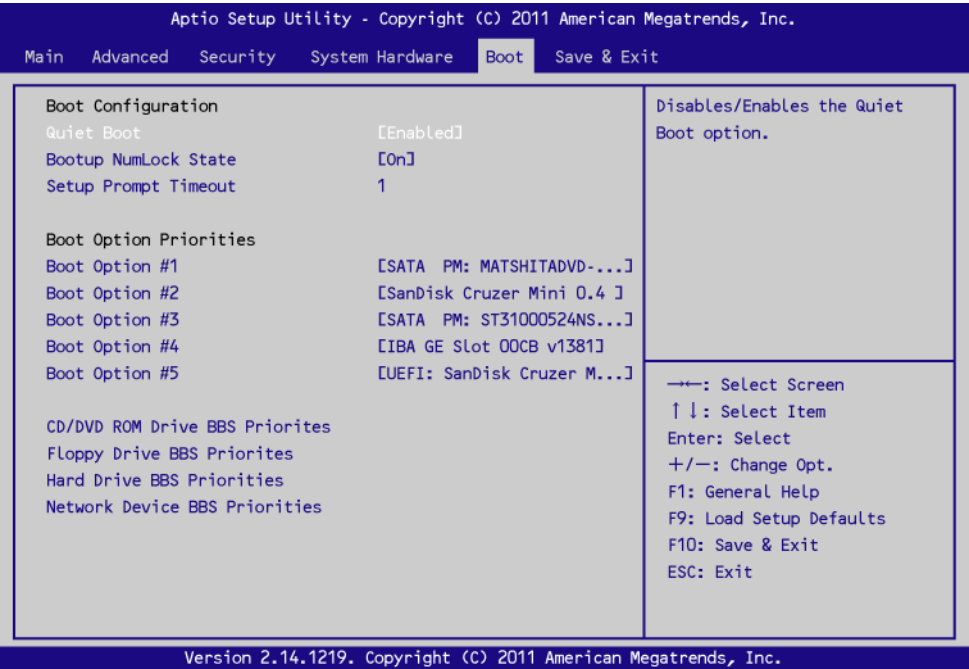 Aptio Setup Utility - Copyright (C) 2011 American Megatrends, Inc.
Main Advanced Security System Hardware Boot Save & Exit
Boot Configuration
Quiet Boot [Enabled]
Bootup NumLock State [On]
Setup Prompt Timeout 1
Boot Option Priorities
Boot Option #1 [SATA PM: MATSHITADVD-...]
Boot Option #2 [SanDisk Cruzer Mini 0.4 ]
Boot Option #3 [SATA PM: ST31000524NS...]
Boot Option #4 [IBA GE Slot 00CB v1381]
Boot Option #5 [UEFI: SanDisk Cruzer M...]
CD/DVD ROM Drive BBS Priorites
Floppy Drive BBS Priorites
Hard Drive BBS Priorities
Network Device BBS Priorities
Disables/Enables the Quiet
Boot option.
→←: Select Screen
↑↓: Select Item
Enter: Select
+/—: Change Opt.
F1: General Help
F9: Load Setup Defaults
F10: Save & Exit
ESC: Exit
Version 2.14.1219. Copyright (C) 2011 American Megatrends, Inc.